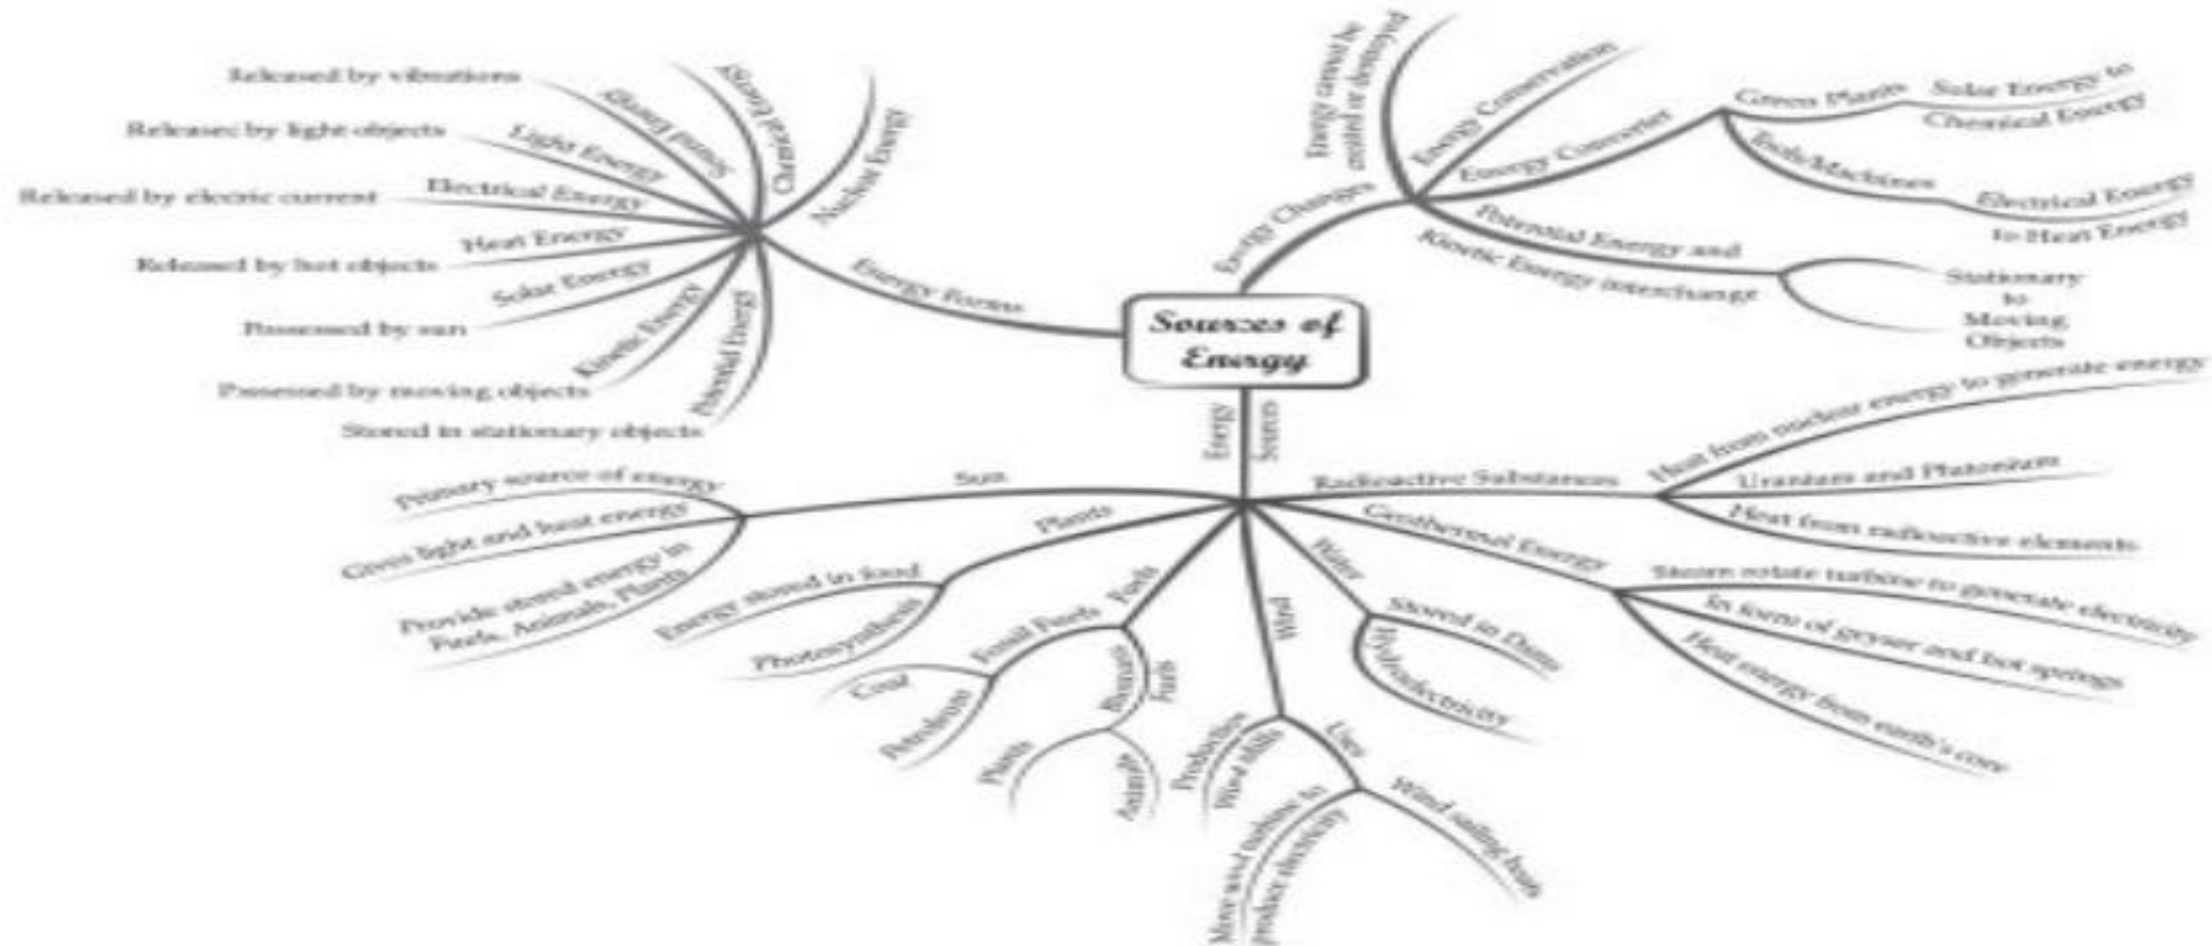 Sources of
Energy
Energy Forms
Nuclear Energy
Chemical Energy
Sound Energy
Released by vibrations
Light Energy
Released by light objects
Electrical Energy
Released by electric current
Heat Energy
Released by hot objects
Solar Energy
Possessed by sun
Kinetic Energy
Possessed by moving objects
Potential Energy
Stored in stationary objects
Energy Changes
Energy cannot be
created or destroyed
Energy Conservation
Energy Converter
Green Plants
Solar Energy to
Chemical Energy
Tools/Machines
Electrical Energy
to Heat Energy
Potential Energy and
Kinetic Energy interchange
Stationary
to
Moving
Objects
Energy
Sources
Sun
Primary source of energy
Gives light and heat energy
Provide stored energy in
Fuels, Animals, Plants
Plants
Energy stored in food
Photosynthesis
Fuels
Fossil Fuels
Coal
Petroleum
Biomass
Fuels
Plants
Animals
Wind
Production
Wind Mills
Uses
Move wind turbine to
produce electricity
Wind sailing boats
Water
Stored in Dams
Hydroelectricity
Geothermal Energy
Steam rotate turbine to generate electricity
In form of geyser and hot springs
Heat energy from earth's core
Radioactive Substances
Heat from nuclear energy to generate energy
Uranium and Plutonium
Heat from radioactive elements